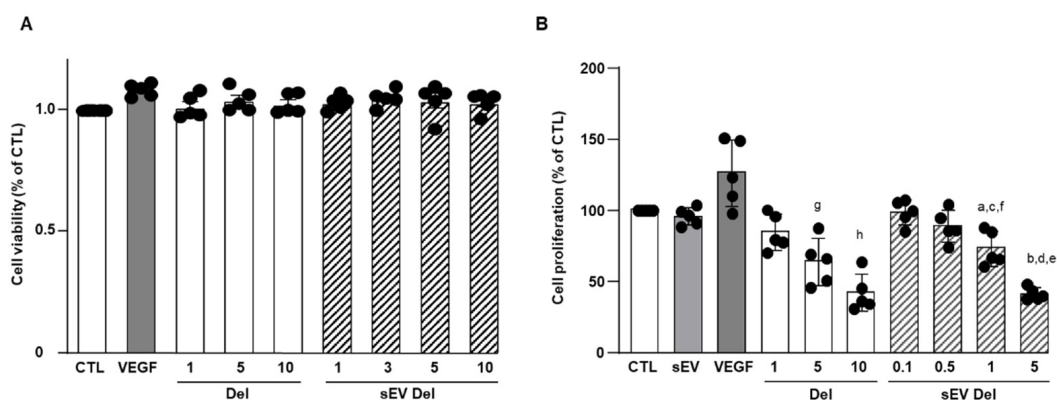 A
Cell viability (% of CTL)
1.0
0.5
0
CTL VEGF 1 5 10 1 3 5 10
Del sEV Del
B
Cell proliferation (% of CTL)
200
150
100
50
0
g
h
a,c,f
b,d,e
CTL sEV VEGF 1 5 10 0.1 0.5 1 5
Del sEV Del